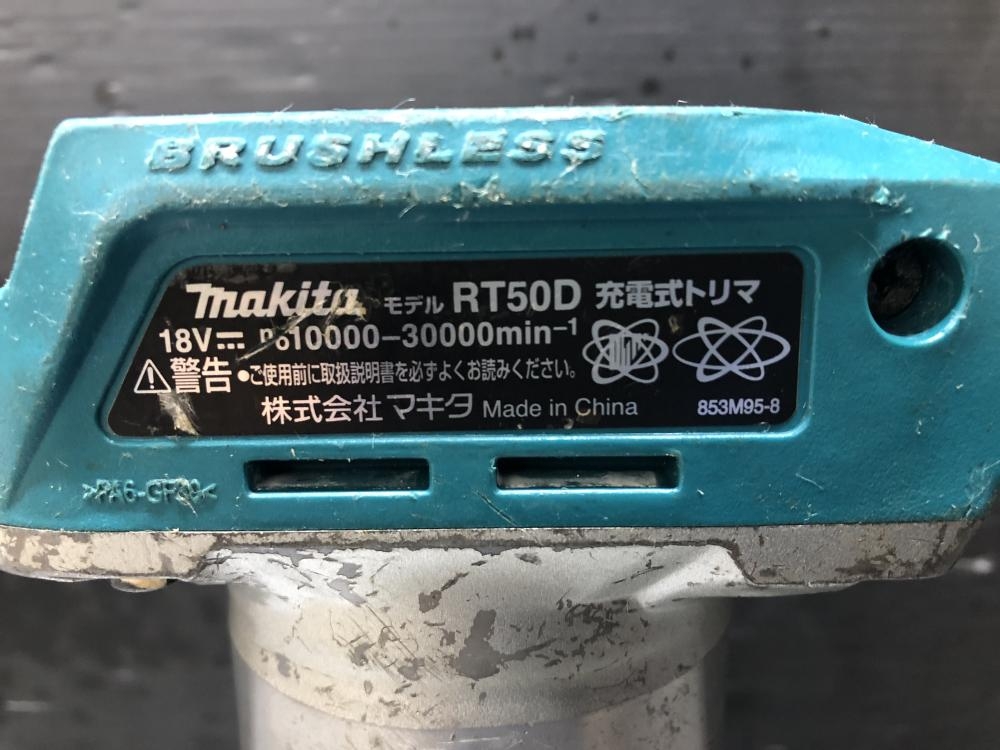 BRUSHLESS
makita モデル RT50D 充電式トリマ
18V⎓ n₀10000–30000min⁻¹
⚠警告 •ご使用前に取扱説明書を必ずよくお読みください。
株式会社 マキタ Made in China 853M95-8